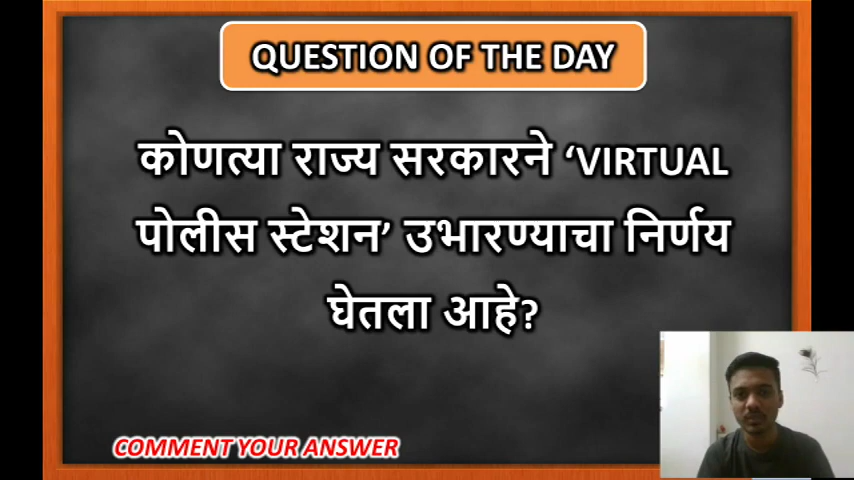 QUESTION OF THE DAY
कोणत्या राज्य सरकारने ‘VIRTUAL
पोलीस स्टेशन’ उभारण्याचा निर्णय
घेतला आहे?
COMMENT YOUR ANSWER